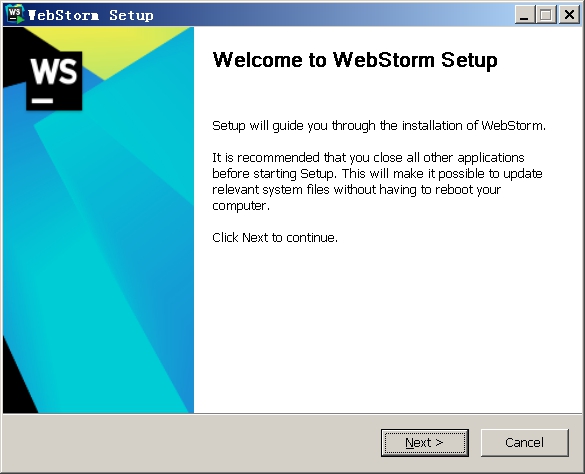 WebStorm Setup
WS
Welcome to WebStorm Setup
Setup will guide you through the installation of WebStorm.
It is recommended that you close all other applications
before starting Setup. This will make it possible to update
relevant system files without having to reboot your
computer.
Click Next to continue.
Next >
Cancel